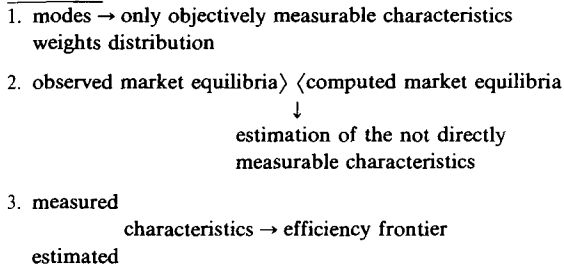 1. modes → only objectively measurable characteristics
weights distribution
2. observed market equilibria⟩ ⟨computed market equilibria
↓
estimation of the not directly
measurable characteristics
3. measured
characteristics → efficiency frontier
estimated